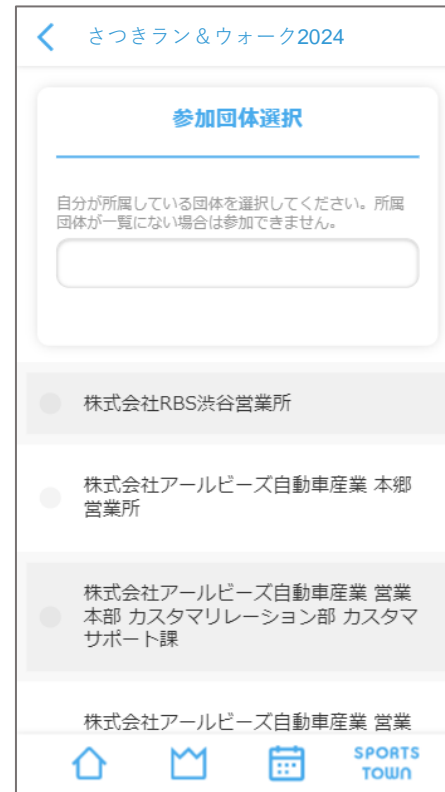 さつきラン＆ウォーク2024
参加団体選択
自分が所属している団体を選択してください。所属
団体が一覧にない場合は参加できません。
株式会社RBS渋谷営業所
株式会社アールビーズ自動車産業 本郷
営業所
株式会社アールビーズ自動車産業 営業
本部 カスタマリレーション部 カスタマ
サポート課
株式会社アールビーズ自動車産業 営業
SPORTS
TOWN